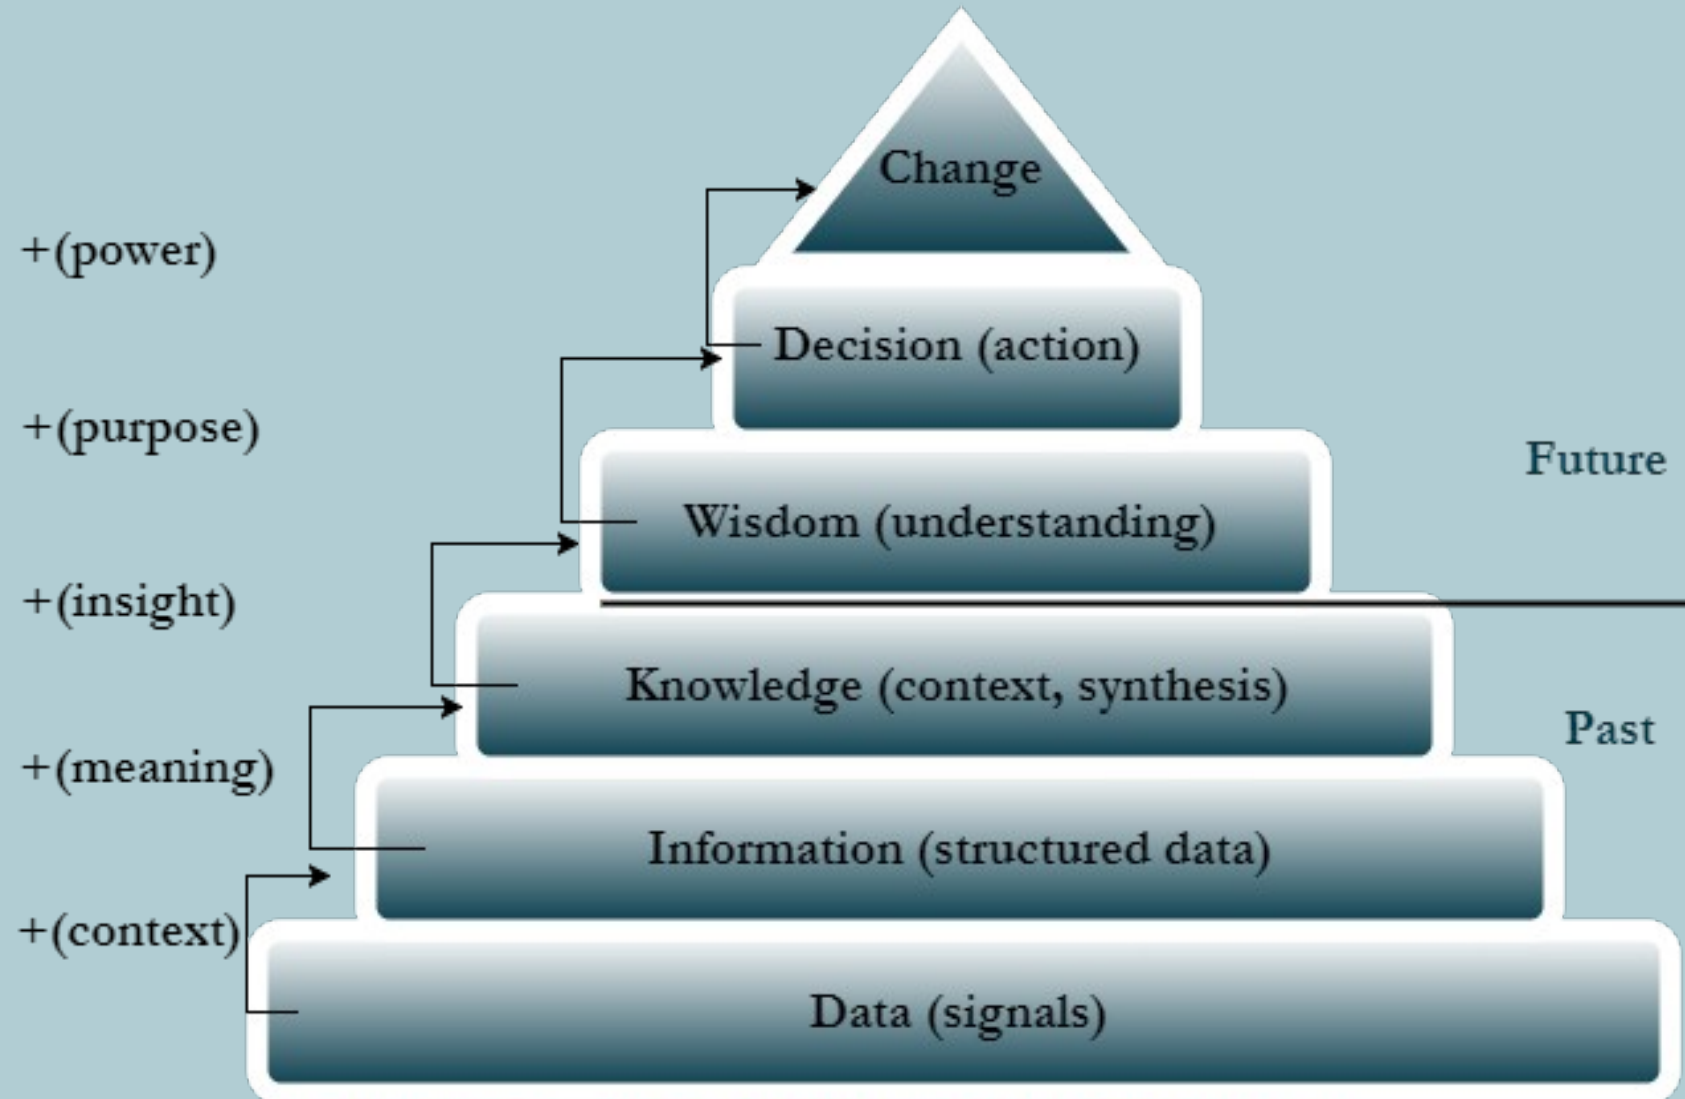 Change
+(power)
Decision (action)
+(purpose)
Future
Wisdom (understanding)
+(insight)
Knowledge (context, synthesis)
Past
+(meaning)
Information (structured data)
+(context)
Data (signals)